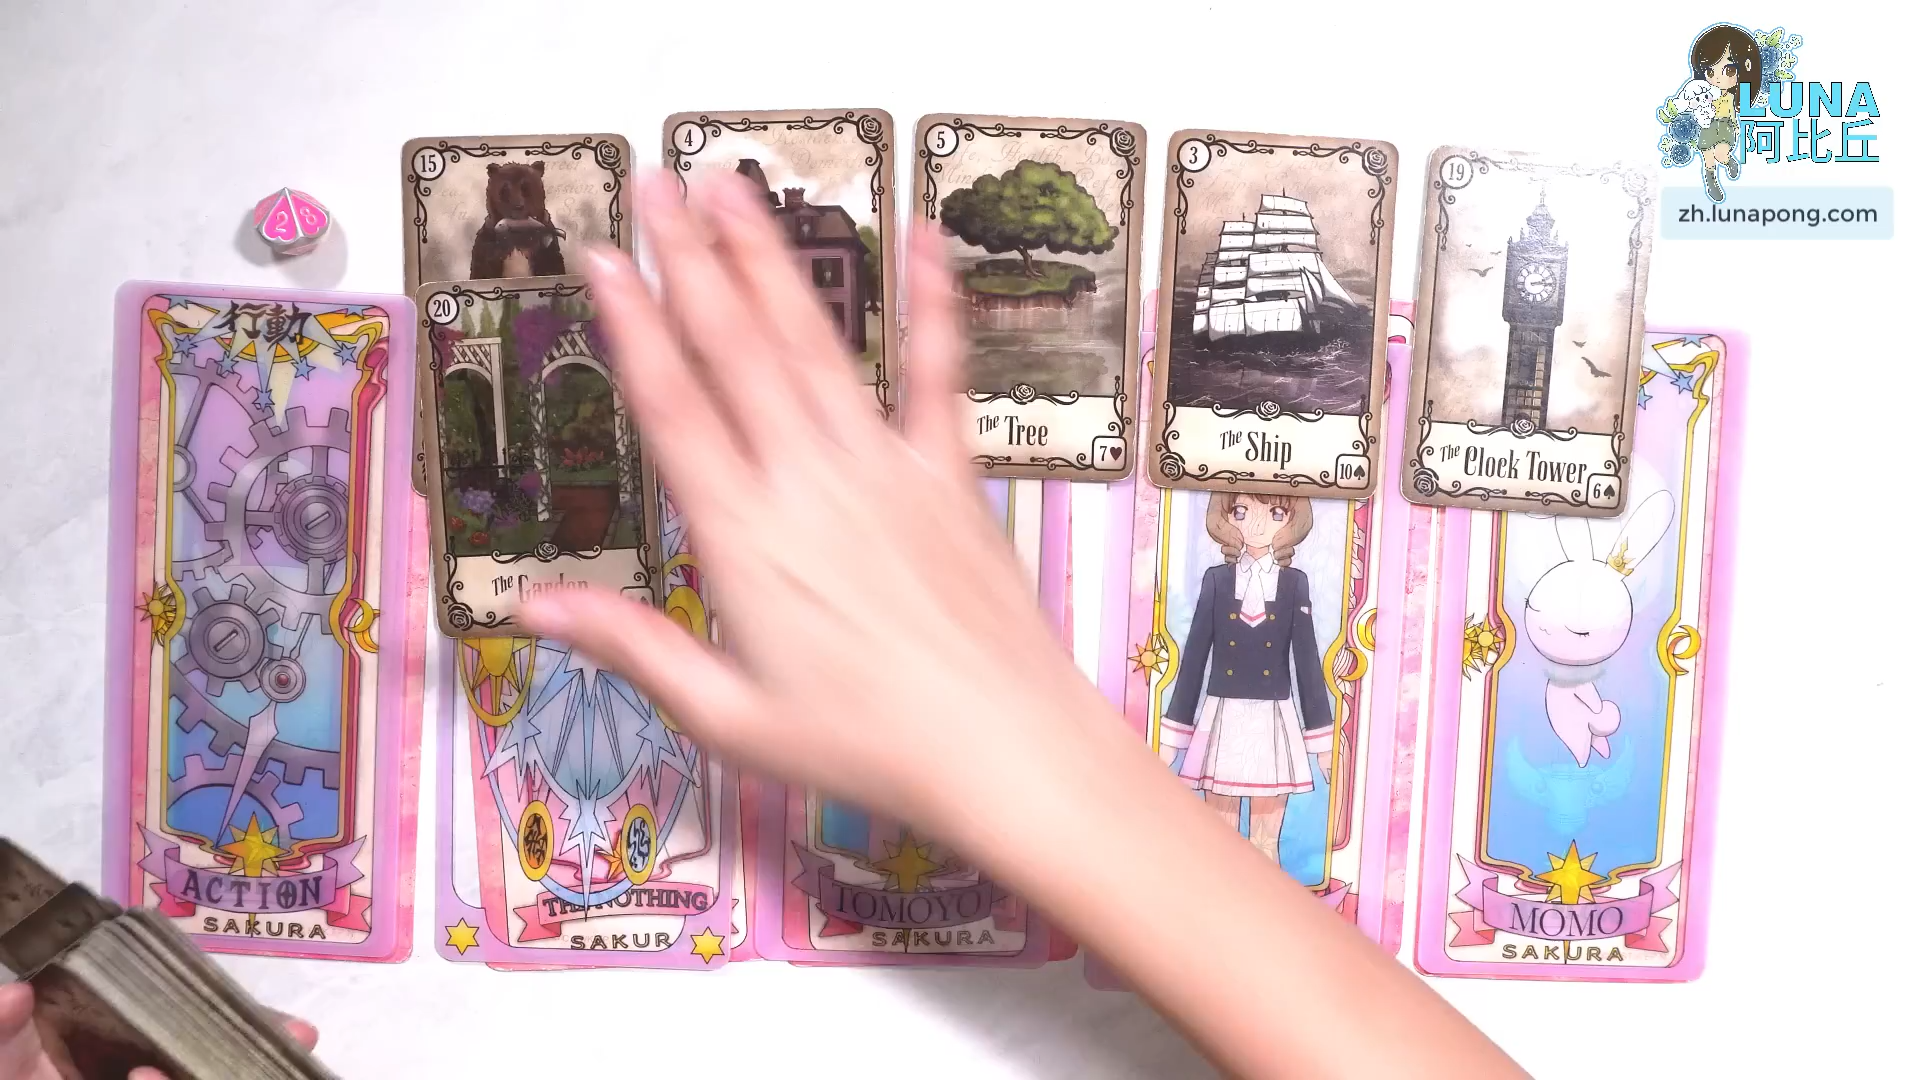 LUNA
阿比丘
zh.lunapong.com
28
15
4
5
3
19
20
行動
The Tree
7♥
The Ship
10♠
The Clock Tower
6♠
The Garden
ACTION
SAKURA
THE NOTHING
SAKUR
TOMOYO
SAKURA
MOMO
SAKURA